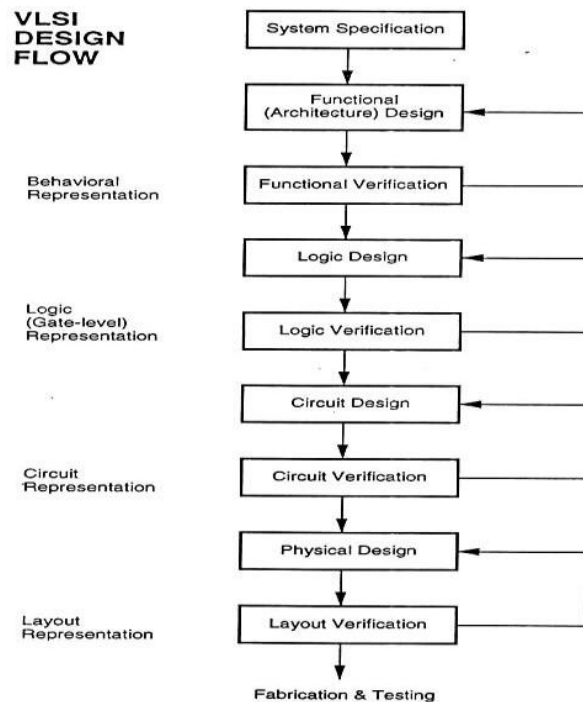 VLSI
DESIGN
FLOW
System Specification
Functional
(Architecture) Design
Behavioral
Representation
Functional Verification
Logic Design
Logic
(Gate-level)
Representation
Logic Verification
Circuit Design
Circuit
Representation
Circuit Verification
Physical Design
Layout
Representation
Layout Verification
Fabrication & Testing